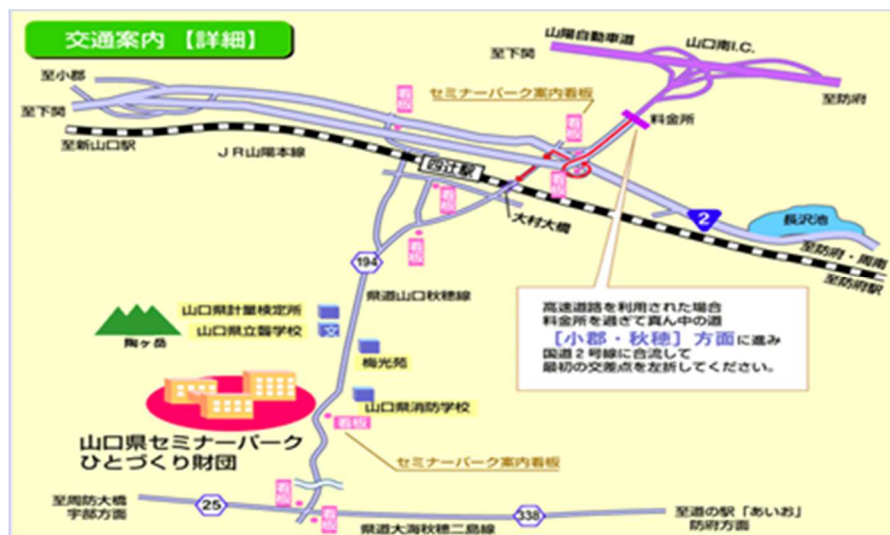 交通案内 【詳細】
山陽自動車道
山口南I.C.
至下関
至防府
至小郡
至下関
看板
セミナーパーク案内看板
看板
料金所
至新山口駅
JR山陽本線
四辻駅
看板
看板
大村大橋
2
長沢池
至防府・周南
至防府駅
看板
194
県道山口秋穂線
高速道路を利用された場合
料金所を過ぎて真ん中の道
[小郡・秋穂] 方面に進み
国道2号線に合流して
最初の交差点を左折してください。
山口県計量検定所
山口県立聾学校
文
陶ヶ岳
梅光苑
山口県消防学校
看板
山口県セミナーパーク
ひとづくり財団
セミナーパーク案内看板
至周防大橋
宇部方面
25
看板
看板
県道大海秋穂二島線
338
至道の駅「あいお」
防府方面